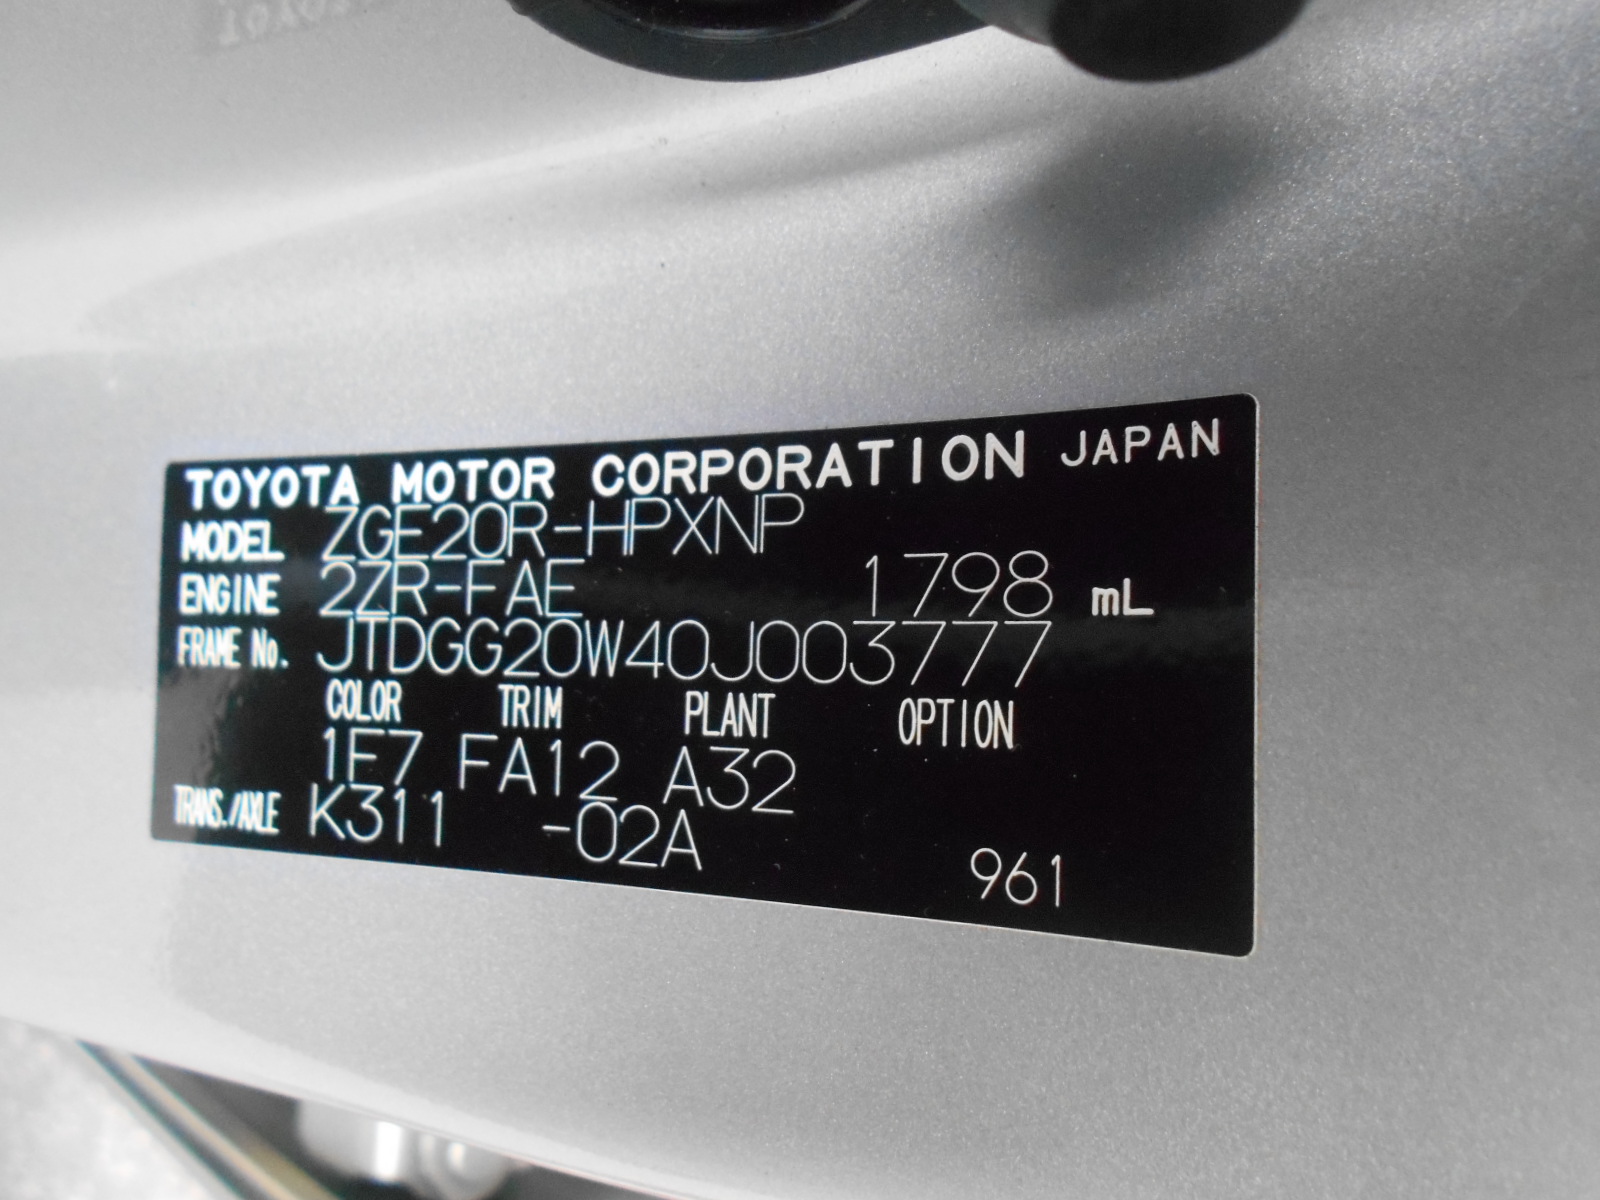 TOYOTA MOTOR CORPORATION JAPAN
MODEL ZGE20R-HPXNP
ENGINE 2ZR-FAE 1798 mL
FRAME No. JTDGG20W40J003777
COLOR TRIM PLANT OPTION
1F7 FA12 A32
TRANS./AXLE K311 -02A
961